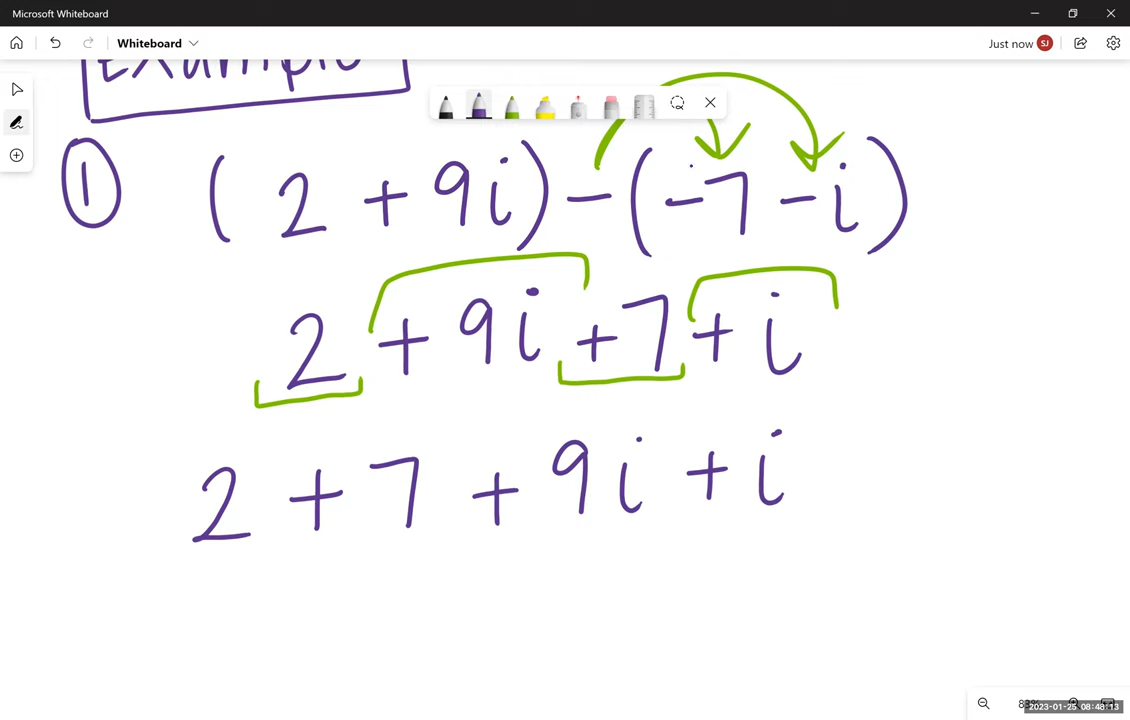 Microsoft Whiteboard
Whiteboard
Just now SJ
Example
① (2 + 9i) - (-7 - i)
2 + 9i + 7 + i
2 + 7 + 9i + i
2023-01-25 08:48:13